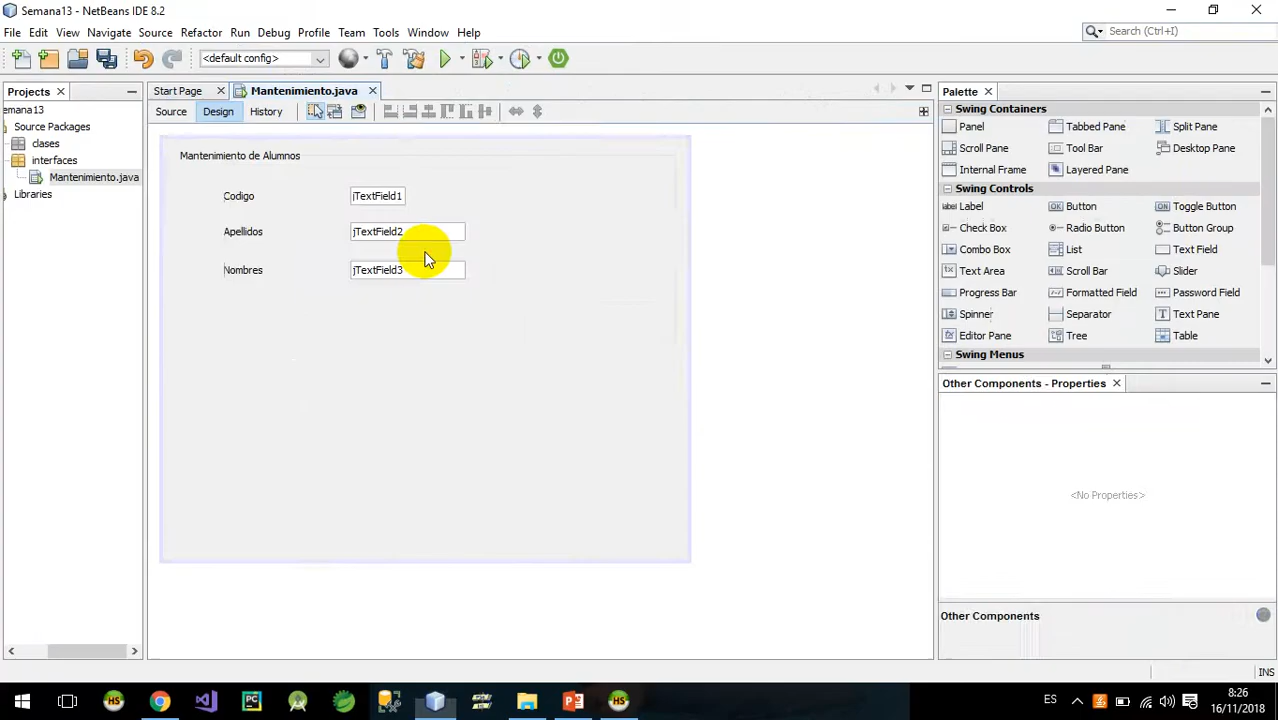 Semana13 - NetBeans IDE 8.2
File Edit View Navigate Source Refactor Run Debug Profile Team Tools Window Help
Search (Ctrl+I)
<default config>
Projects
Start Page
Mantenimiento.java
Palette
Source Design History
emana13
Source Packages
clases
interfaces
Mantenimiento.java
Libraries
Mantenimiento de Alumnos
Codigo
jTextField1
Apellidos
jTextField2
Nombres
jTextField3
Swing Containers
Panel Tabbed Pane Split Pane
Scroll Pane Tool Bar Desktop Pane
Internal Frame Layered Pane
Swing Controls
label Label OK Button ON Toggle Button
Check Box Radio Button Button Group
Combo Box List Text Field
Text Area Scroll Bar Slider
Progress Bar Formatted Field Password Field
Spinner Separator Text Pane
Editor Pane Tree Table
Swing Menus
Other Components - Properties
<No Properties>
Other Components
INS
HS
PC
HS
ES
8:26
16/11/2018